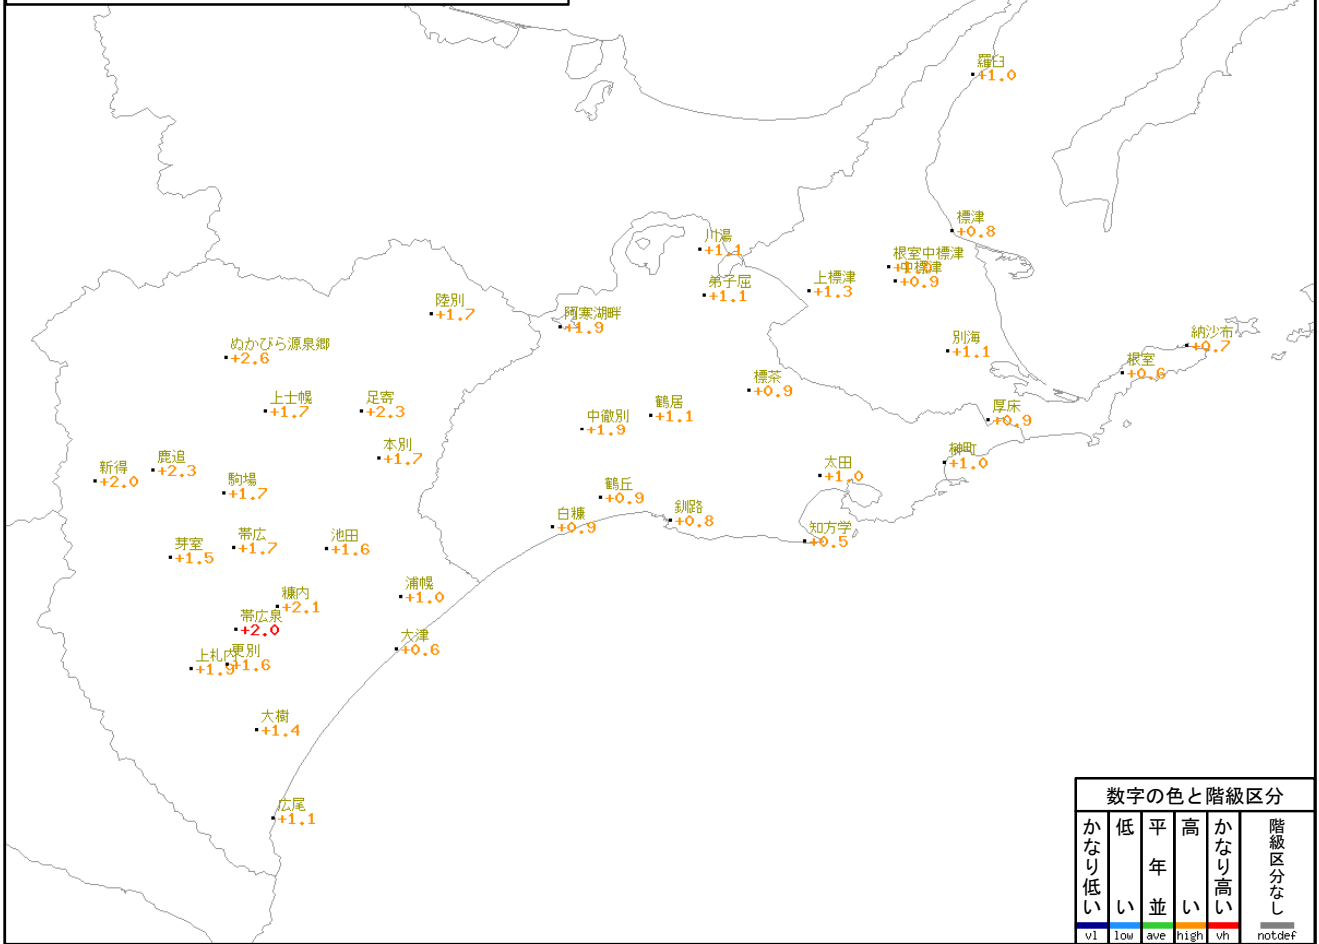 羅臼
+1.0
標津
+0.8
川湯
+1.1
根室中標津
中標津
+0.9
弟子屈
+1.1
上標津
+1.3
陸別
+1.7
阿寒湖畔
+1.9
ぬかびら源泉郷
+2.6
納沙布
+0.7
別海
+1.1
根室
+0.6
標茶
+0.9
上士幌
+1.7
足寄
+2.3
鶴居
+1.1
中徹別
+1.9
厚床
+0.9
本別
+1.7
榊町
+1.0
鹿追
+2.3
新得
+2.0
太田
+1.0
駒場
+1.7
鶴丘
+0.9
釧路
+0.8
白糠
+0.9
知方学
+0.5
帯広
+1.7
池田
+1.6
芽室
+1.5
浦幌
+1.0
糠内
+2.1
帯広泉
+2.0
大津
+0.6
更別
+1.6
上札内
+1.9
大樹
+1.4
広尾
+1.1
数字の色と階級区分
かなり低い
低い
平年並
高い
かなり高い
階級区分なし
vl low ave high vh notdef